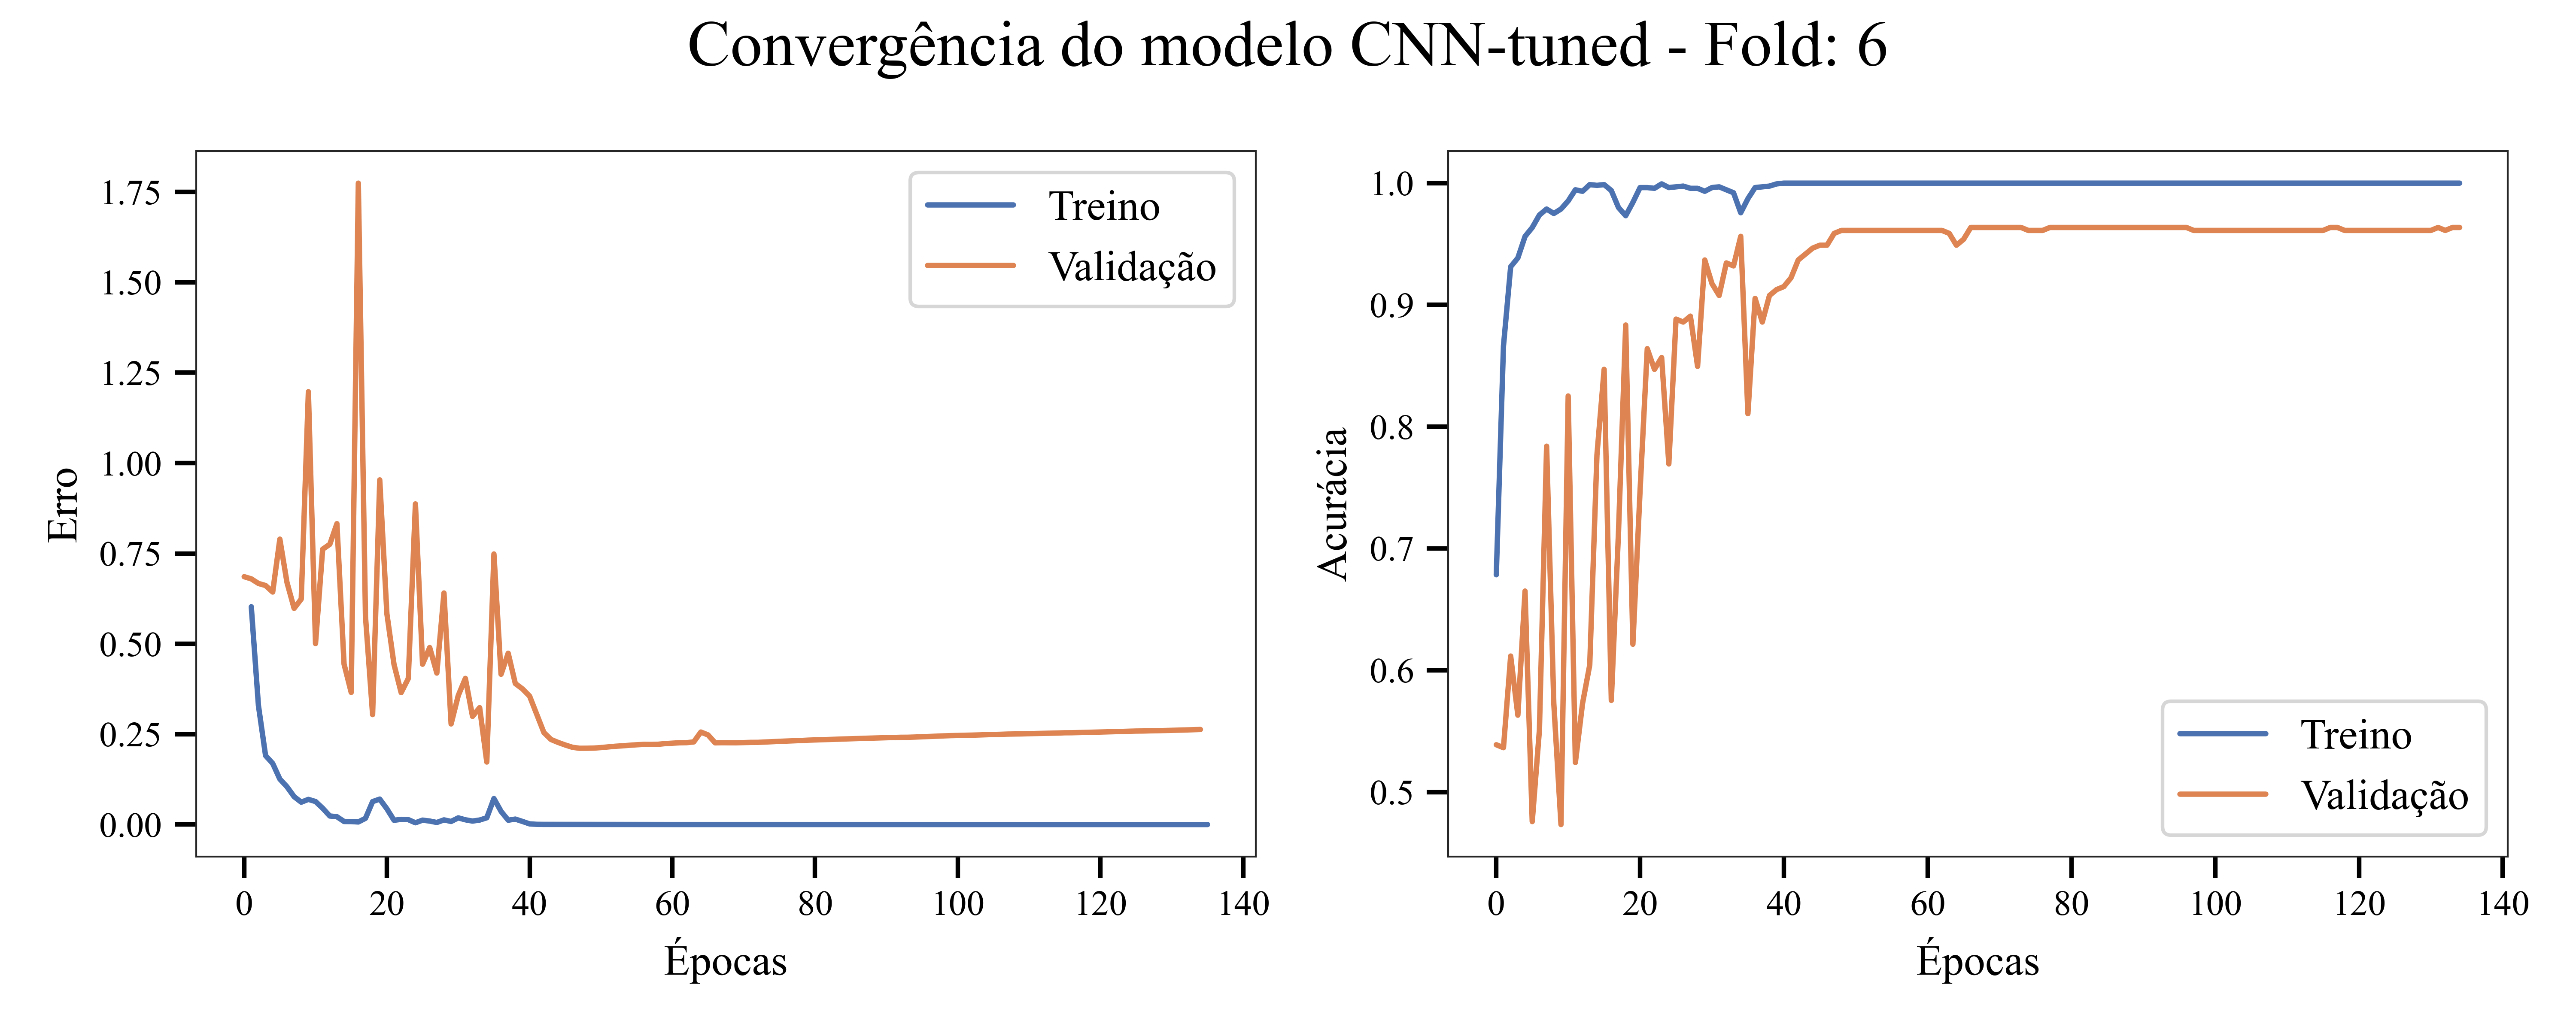 Convergência do modelo CNN-tuned - Fold: 6
1.75
1.50
1.25
1.00
0.75
0.50
0.25
0.00
Erro
Treino
Validação
0 20 40 60 80 100 120 140
Épocas
1.0
0.9
0.8
0.7
0.6
0.5
Acurácia
Treino
Validação
0 20 40 60 80 100 120 140
Épocas